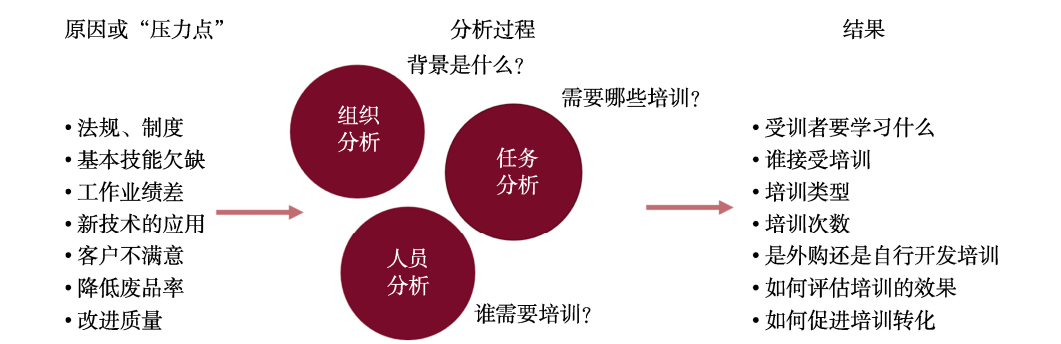 原因或“压力点”
• 法规、制度
• 基本技能欠缺
• 工作业绩差
• 新技术的应用
• 客户不满意
• 降低废品率
• 改进质量
分析过程
背景是什么？
组织
分析
需要哪些培训？
任务
分析
人员
分析
谁需要培训？
结果
• 受训者要学习什么
• 谁接受培训
• 培训类型
• 培训次数
• 是外购还是自行开发培训
• 如何评估培训的效果
• 如何促进培训转化